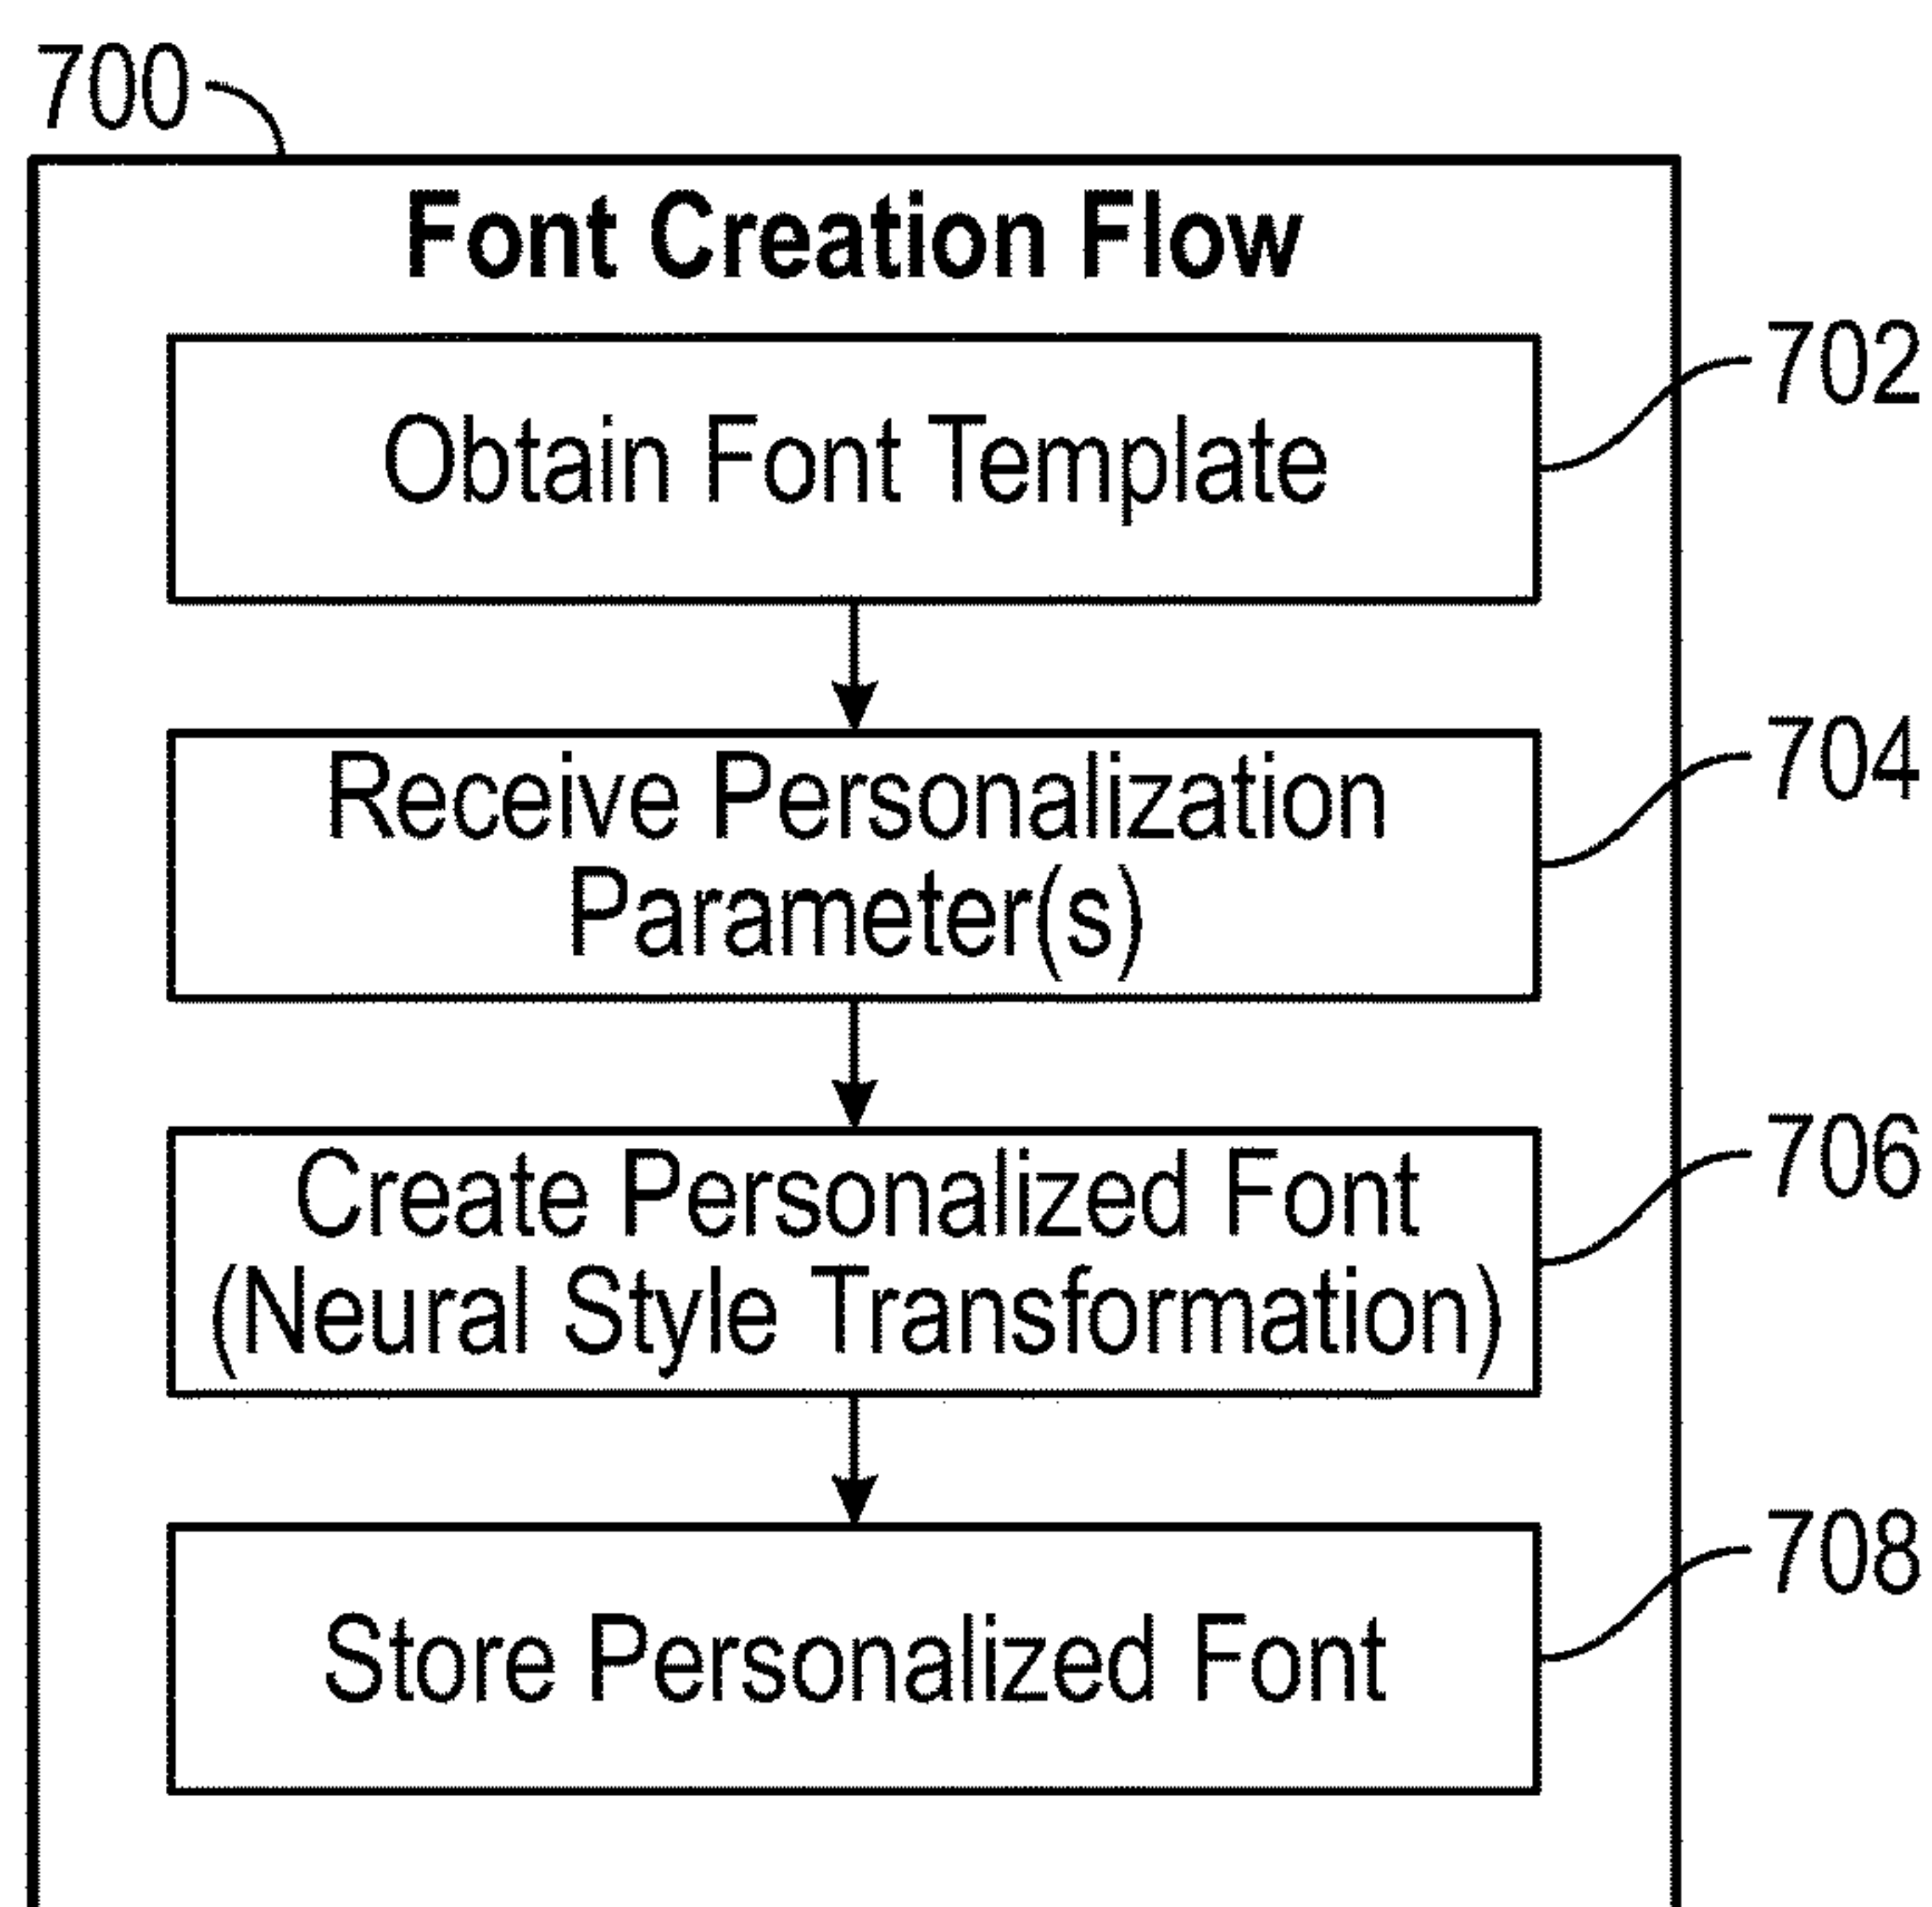 700
Font Creation Flow
Obtain Font Template
702
Receive Personalization
Parameter(s)
704
Create Personalized Font
(Neural Style Transformation)
706
Store Personalized Font
708